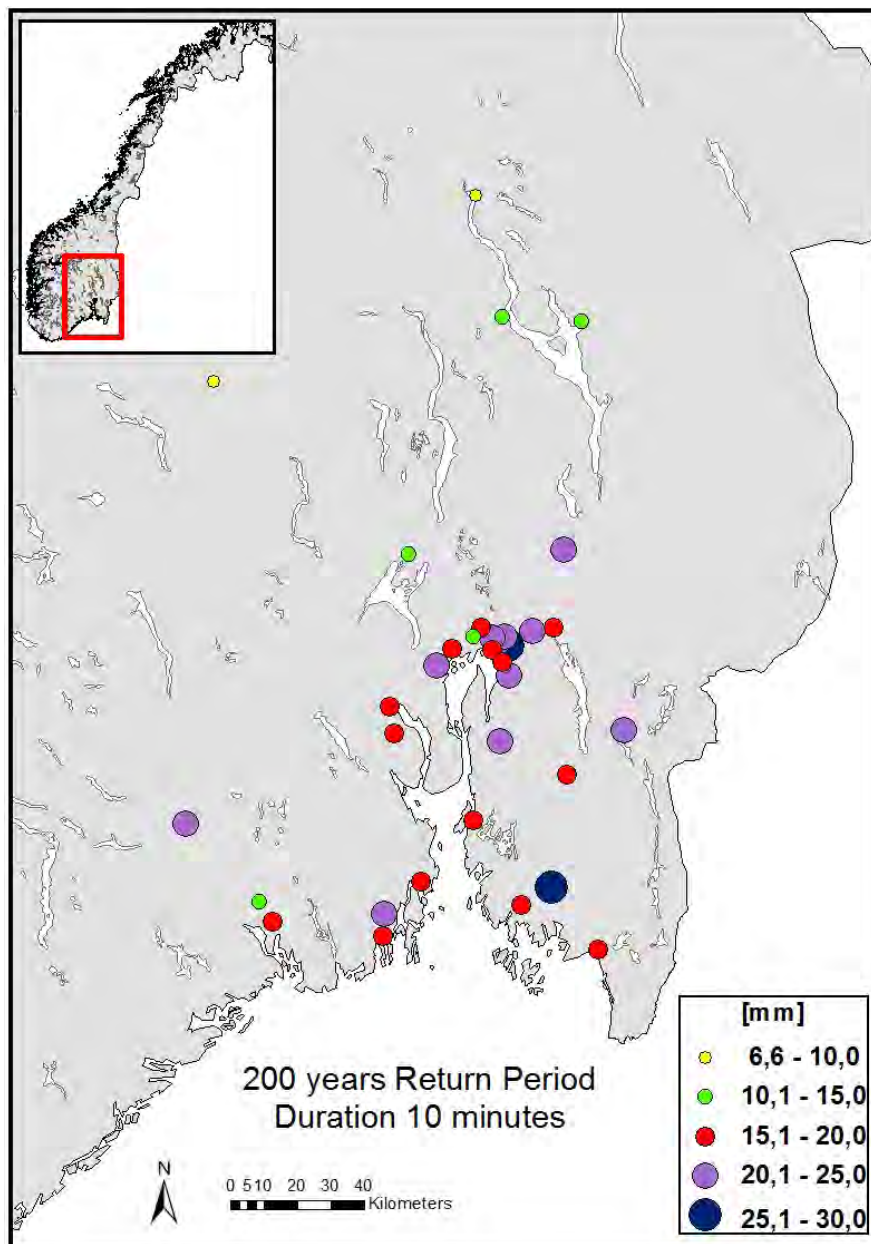 [mm]
6,6 - 10,0
10,1 - 15,0
15,1 - 20,0
20,1 - 25,0
25,1 - 30,0
200 years Return Period
Duration 10 minutes
N
0 5 10 20 30 40
Kilometers